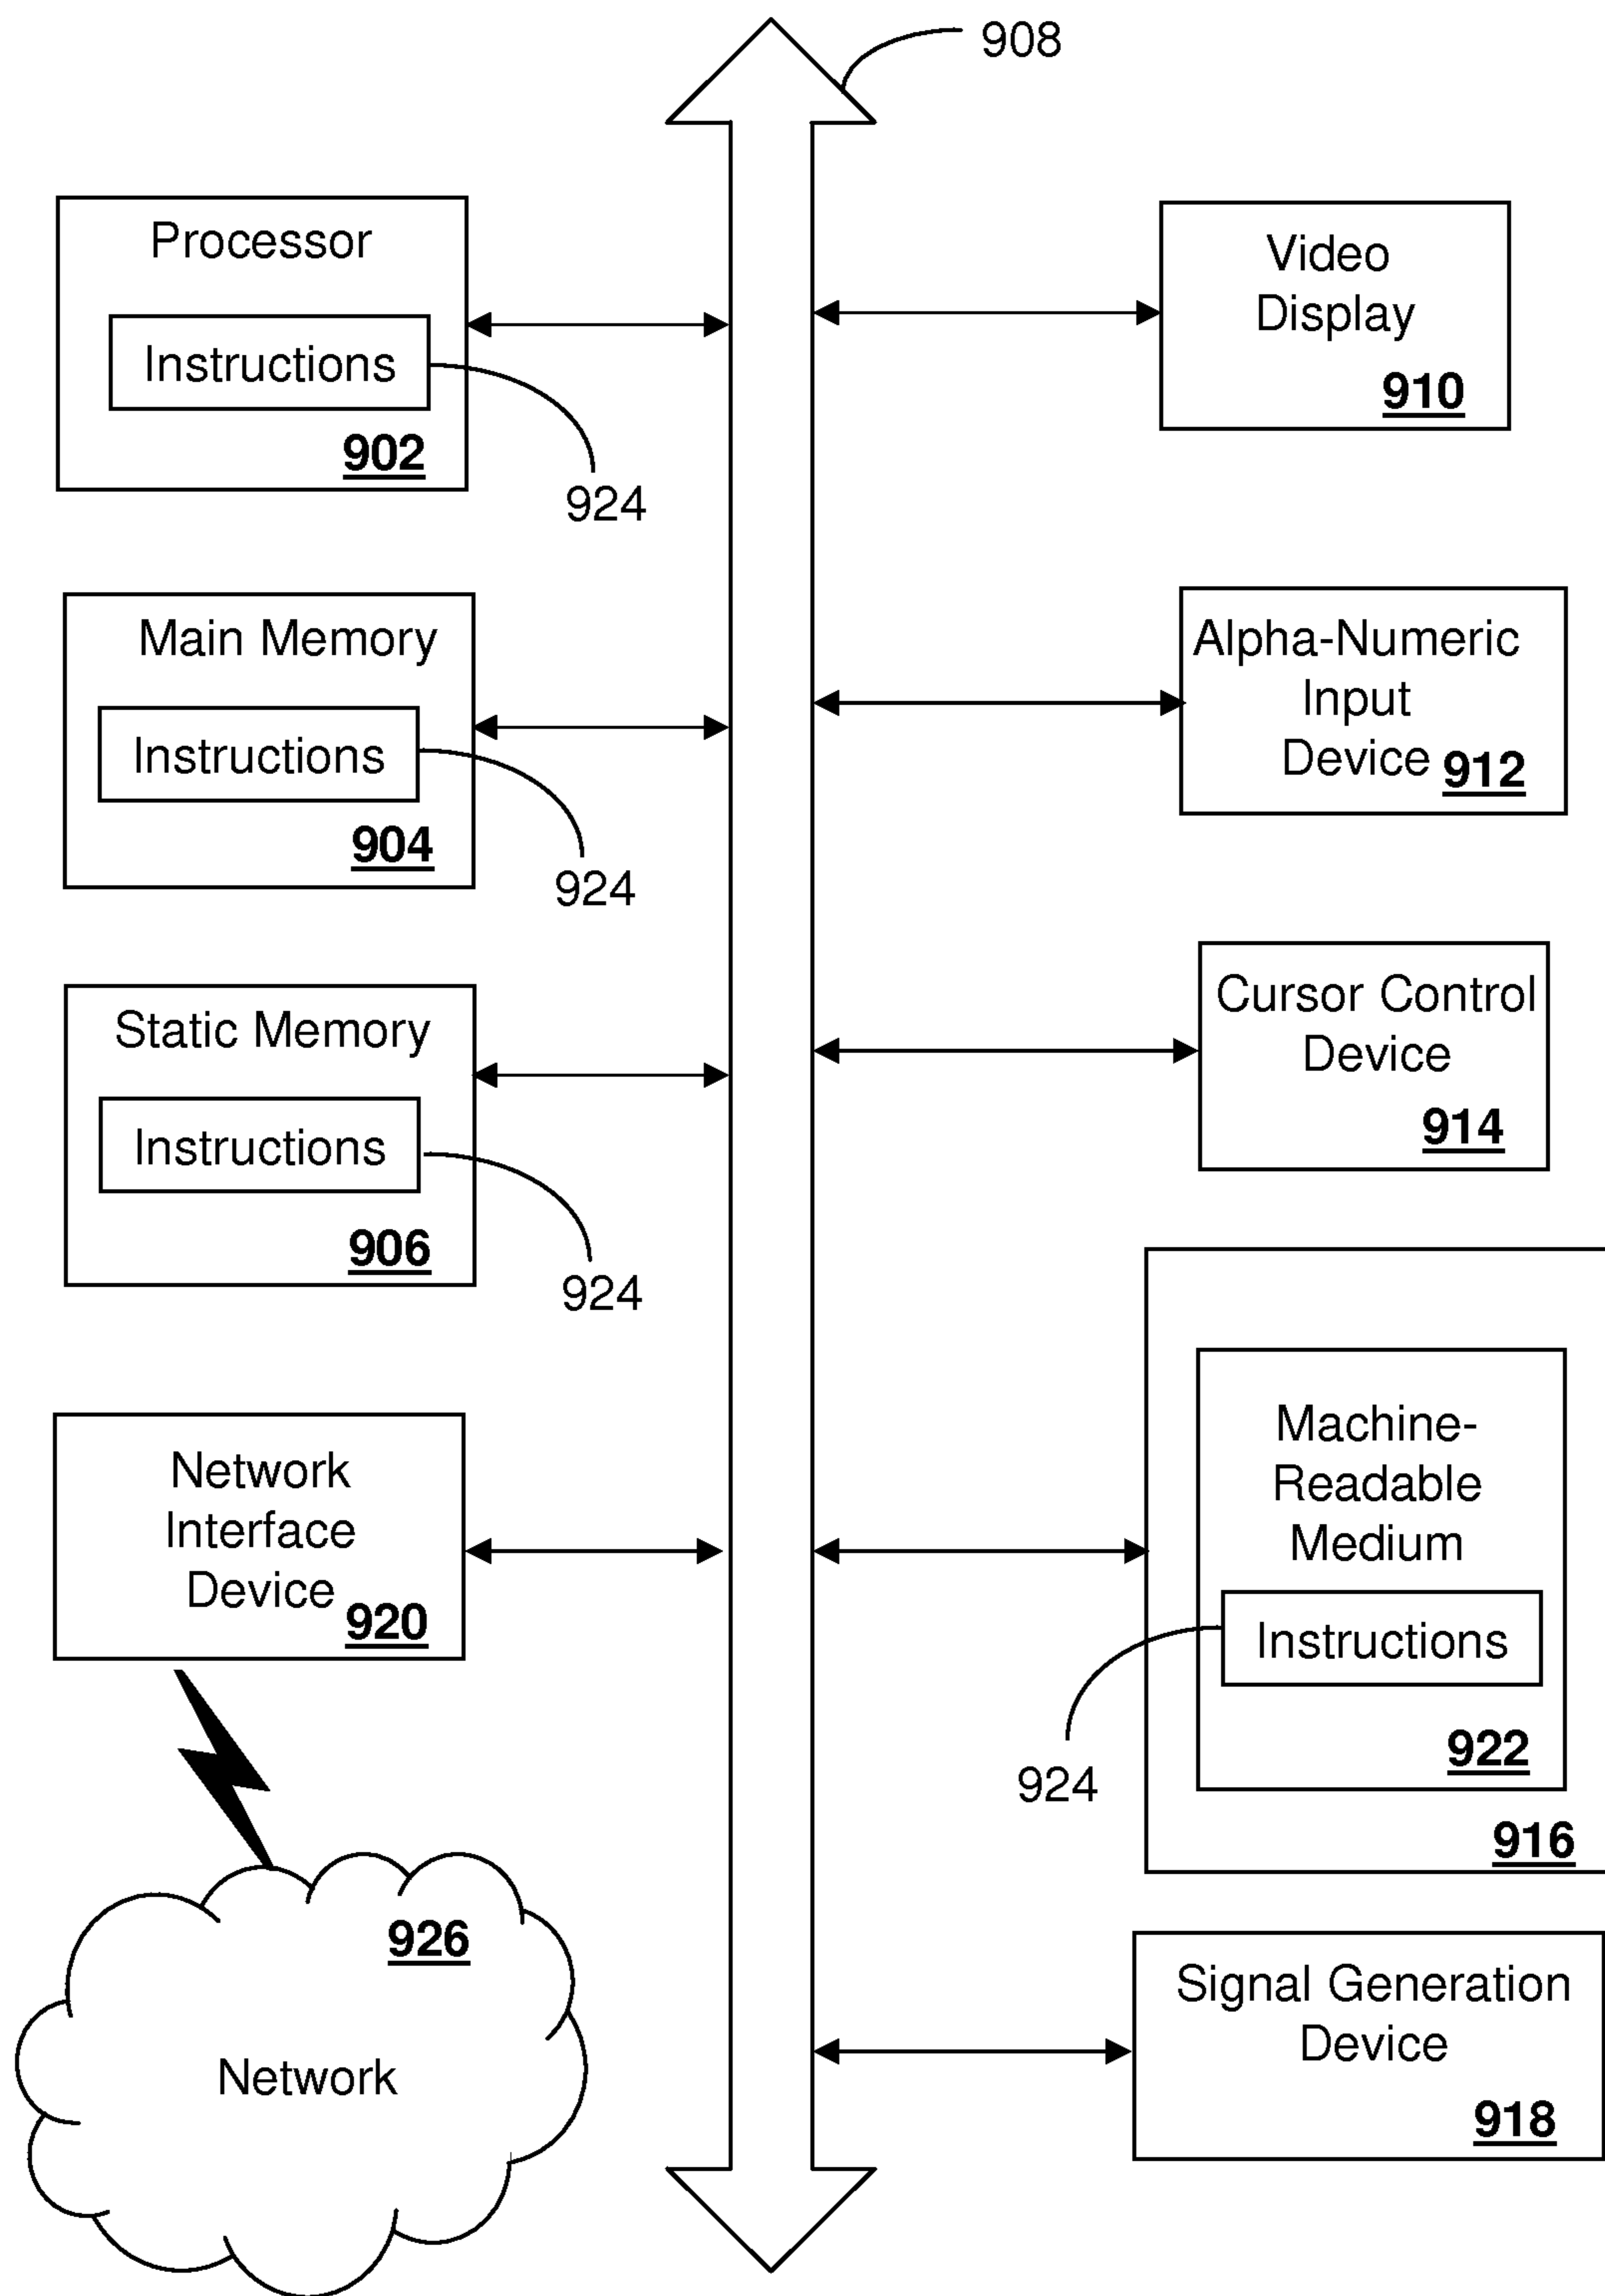 908
Processor
Instructions
902
924
Main Memory
Instructions
904
924
Static Memory
Instructions
906
924
Network
Interface
Device
920
926
Network
Video
Display
910
Alpha-Numeric
Input
Device
912
Cursor Control
Device
914
Machine-
Readable
Medium
Instructions
922
924
916
Signal Generation
Device
918